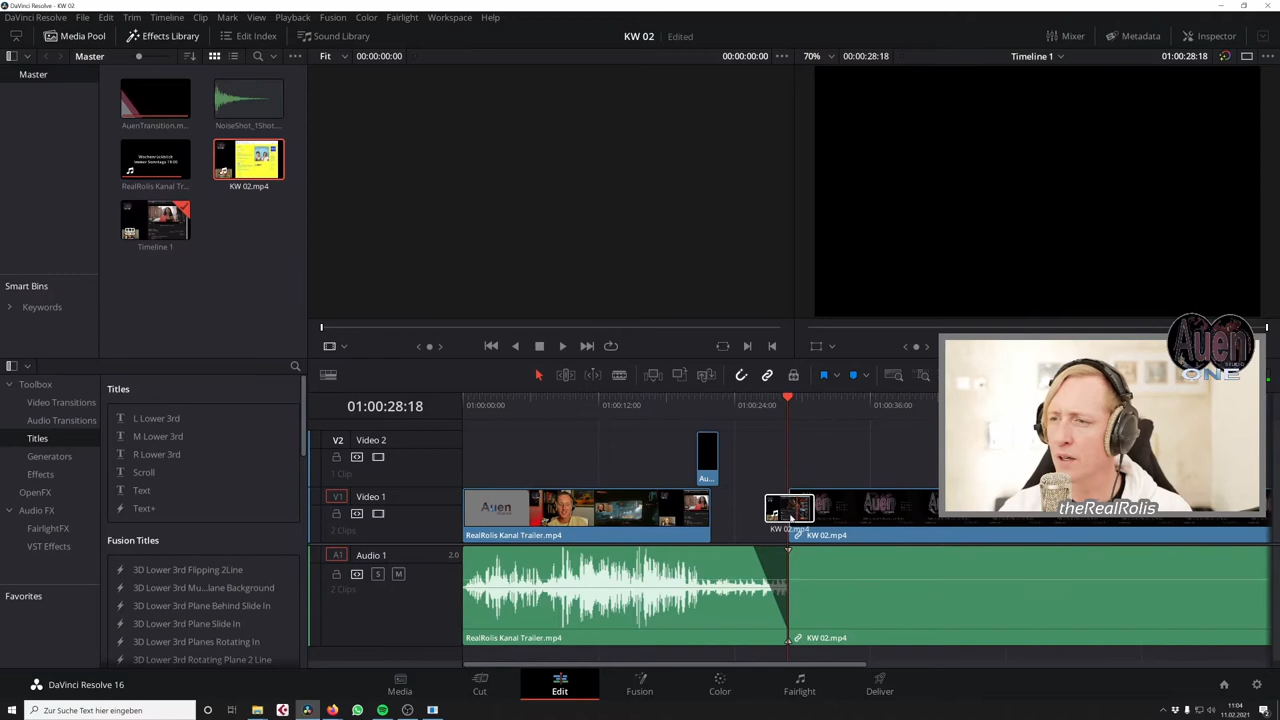 DaVinci Resolve - KW 02
DaVinci Resolve File Edit Trim Timeline Clip Mark View Playback Fusion Color Fairlight Workspace Help
Media Pool Effects Library Edit Index Sound Library KW 02 Edited Mixer Metadata Inspector
Master Fit 00:00:00:00 00:00:00:00 70% 00:00:28:18 Timeline 1 01:00:28:18
Master
AuenTransition.m... NoiseShot_1Shot....
Wochenrückblick
immer Sonntags 18:00
RealRolis Kanal Tr... KW 02.mp4
Timeline 1
Smart Bins
Keywords
Toolbox
Video Transitions
Audio Transitions
Titles
Generators
Effects
OpenFX
Audio FX
FairlightFX
VST Effects
Favorites
Titles
L Lower 3rd
M Lower 3rd
R Lower 3rd
Scroll
Text
Text+
Fusion Titles
3D Lower 3rd Flipping 2Line
3D Lower 3rd Mu...lane Background
3D Lower 3rd Plane Behind Slide In
3D Lower 3rd Plane Slide In
3D Lower 3rd Planes Rotating In
3D Lower 3rd Rotating Plane 2 Line
01:00:28:18 01:00:00:00 01:00:12:00 01:00:24:00 01:00:36:00
V2 Video 2
1 Clip
Au...
V1 Video 1
2 Clips
Auen
KW 02.mp4
RealRolis Kanal Trailer.mp4 KW 02.mp4
A1 Audio 1 2.0
S M
2 Clips
RealRolis Kanal Trailer.mp4 KW 02.mp4
Auen
ONE
theRealRolis
DaVinci Resolve 16 Media Cut Edit Fusion Color Fairlight Deliver
Zur Suche Text hier eingeben
11:04
11.02.2021